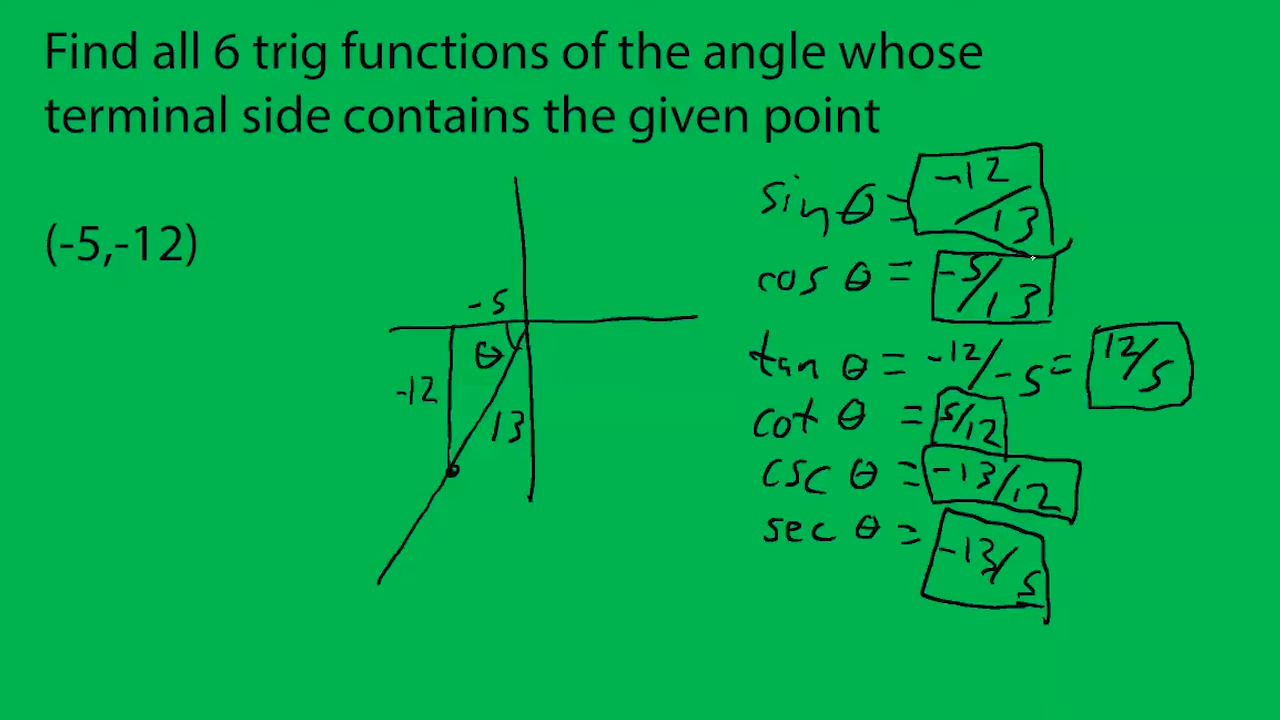 Find all 6 trig functions of the angle whose
terminal side contains the given point
(-5,-12)
-5
θ
-12
13
sin θ = -12/13
cos θ = -5/13
tan θ = -12/-5 = 12/5
cot θ = 5/12
csc θ = -13/12
sec θ = -13/5